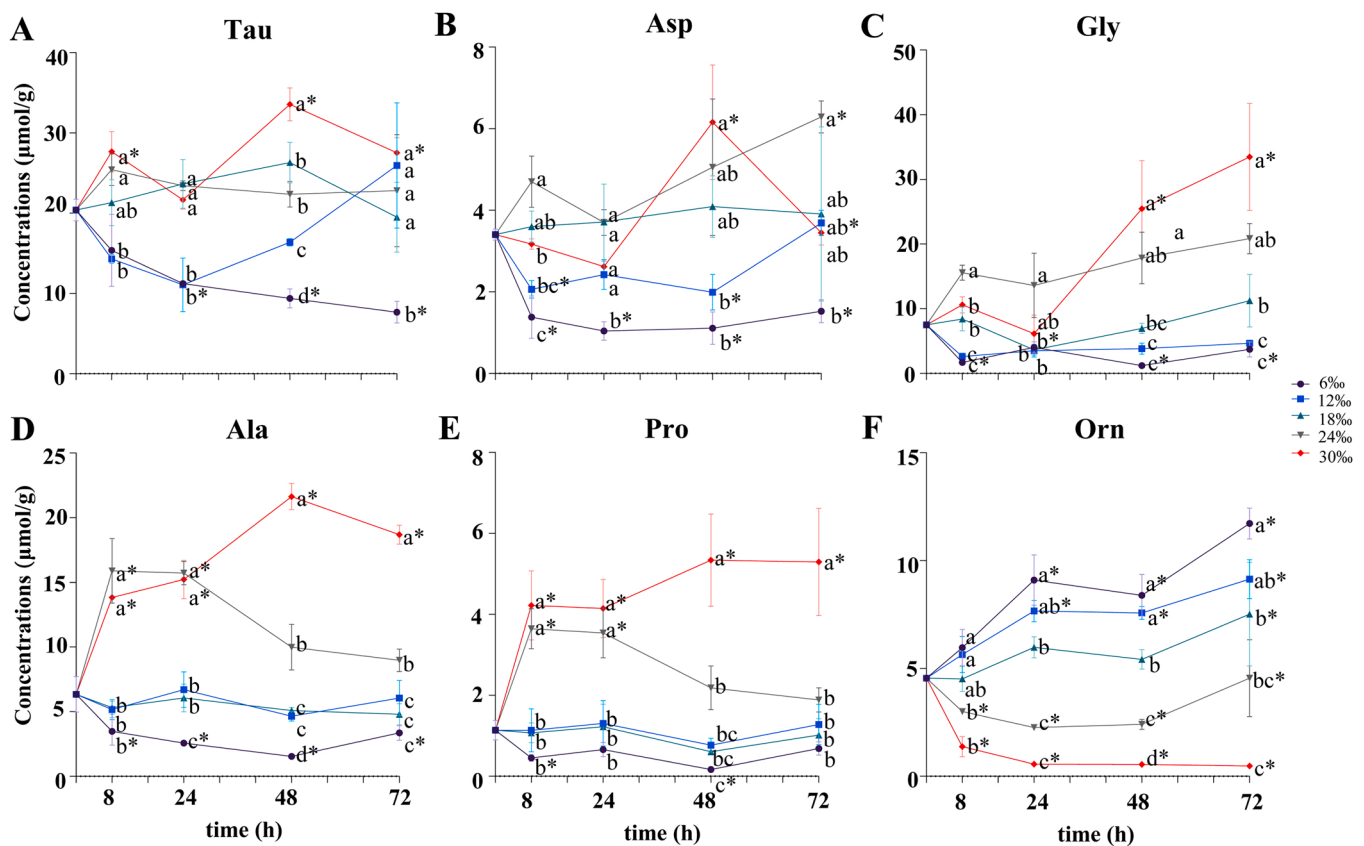 A Tau
Concentrations (μmol/g)
40
30
20
10
0
a*
a
ab
b
b
a
a
a
b
b*
a*
b
b
c
d*
a*
a
a
a
b*
B Asp
8
6
4
2
0
a
ab
b
bc*
c*
a
a
a
a
b*
a*
ab
ab
b*
b*
a*
ab
ab*
ab
b*
C Gly
50
40
30
20
10
0
a
b
b
c
c*
a
ab
b*
b
b
a*
a
ab
bc
c
c*
a*
ab
b
c
c*
6‰
12‰
18‰
24‰
30‰
D Ala
Concentrations (μmol/g)
25
20
15
10
5
0
a*
a*
b
b
b*
a*
a*
b
b
c*
a*
b
c
c
d*
a*
b
c
c
c*
8
24
48
72
time (h)
E Pro
8
6
4
2
0
a*
a*
b
b
b*
a*
a*
b
b
b
a*
b
bc
bc
c*
a*
b
b
b
b
8
24
48
72
time (h)
F Orn
15
10
5
0
a
a
ab
b*
b*
a*
ab*
b
c*
c*
a*
a*
b
c*
d*
a*
ab*
b*
bc*
c*
8
24
48
72
time (h)